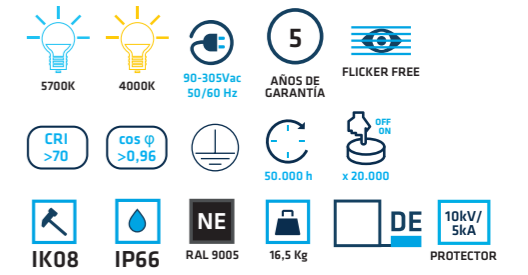 5700K
4000K
90-305Vac
50/60 Hz
5
AÑOS DE
GARANTÍA
FLICKER FREE
CRI
>70
cos φ
>0,96
50.000 h
OFF
ON
x 20.000
IK08
IP66
NE
RAL 9005
16,5 Kg
DE
10kV/
5kA
PROTECTOR